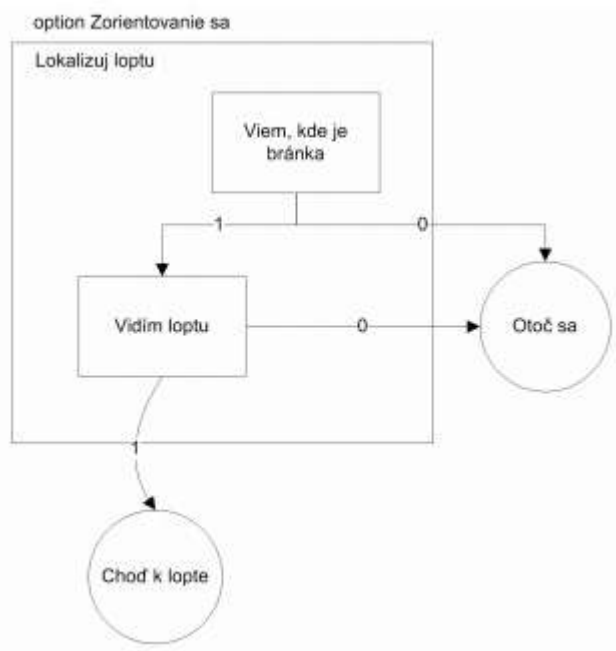 option Zorientovanie sa
Lokalizuj loptu
Viem, kde je
bránka
1
0
Vidím loptu
0
Otoč sa
1
Choď k lopte